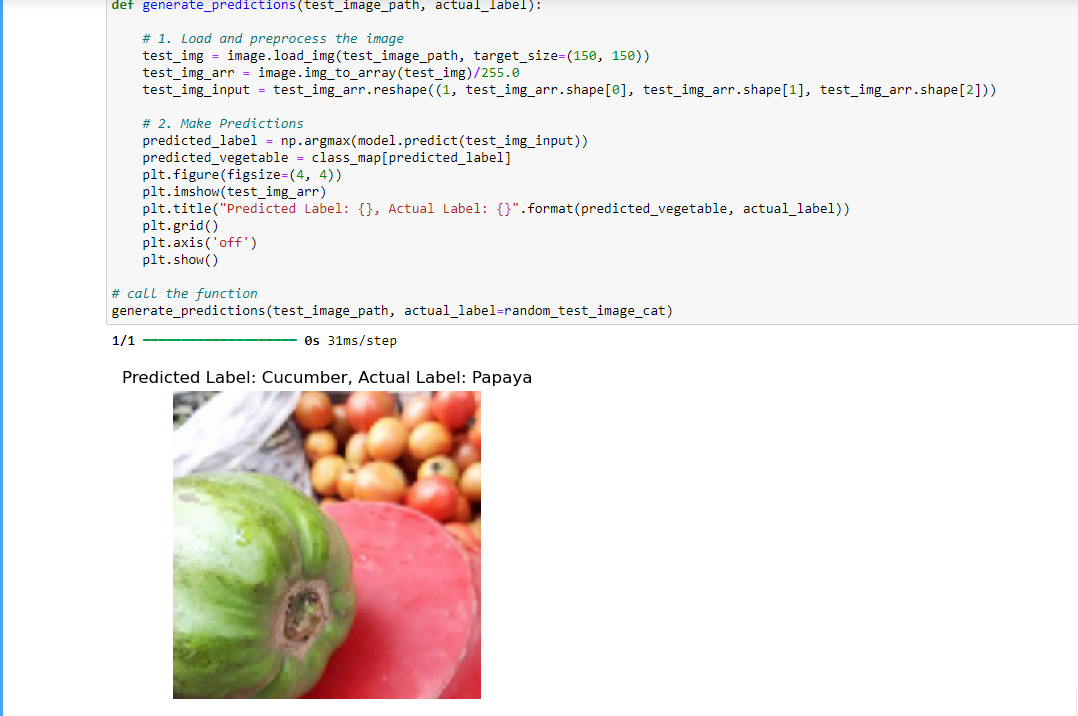 def generate_predictions(test_image_path, actual_label):
# 1. Load and preprocess the image
test_img = image.load_img(test_image_path, target_size=(150, 150))
test_img_arr = image.img_to_array(test_img)/255.0
test_img_input = test_img_arr.reshape((1, test_img_arr.shape[0], test_img_arr.shape[1], test_img_arr.shape[2]))
# 2. Make Predictions
predicted_label = np.argmax(model.predict(test_img_input))
predicted_vegetable = class_map[predicted_label]
plt.figure(figsize=(4, 4))
plt.imshow(test_img_arr)
plt.title("Predicted Label: {}, Actual Label: {}".format(predicted_vegetable, actual_label))
plt.grid()
plt.axis('off')
plt.show()
# call the function
generate_predictions(test_image_path, actual_label=random_test_image_cat)
1/1 ━━━━━━━━━━━━━━━━━━━━ 0s 31ms/step
Predicted Label: Cucumber, Actual Label: Papaya